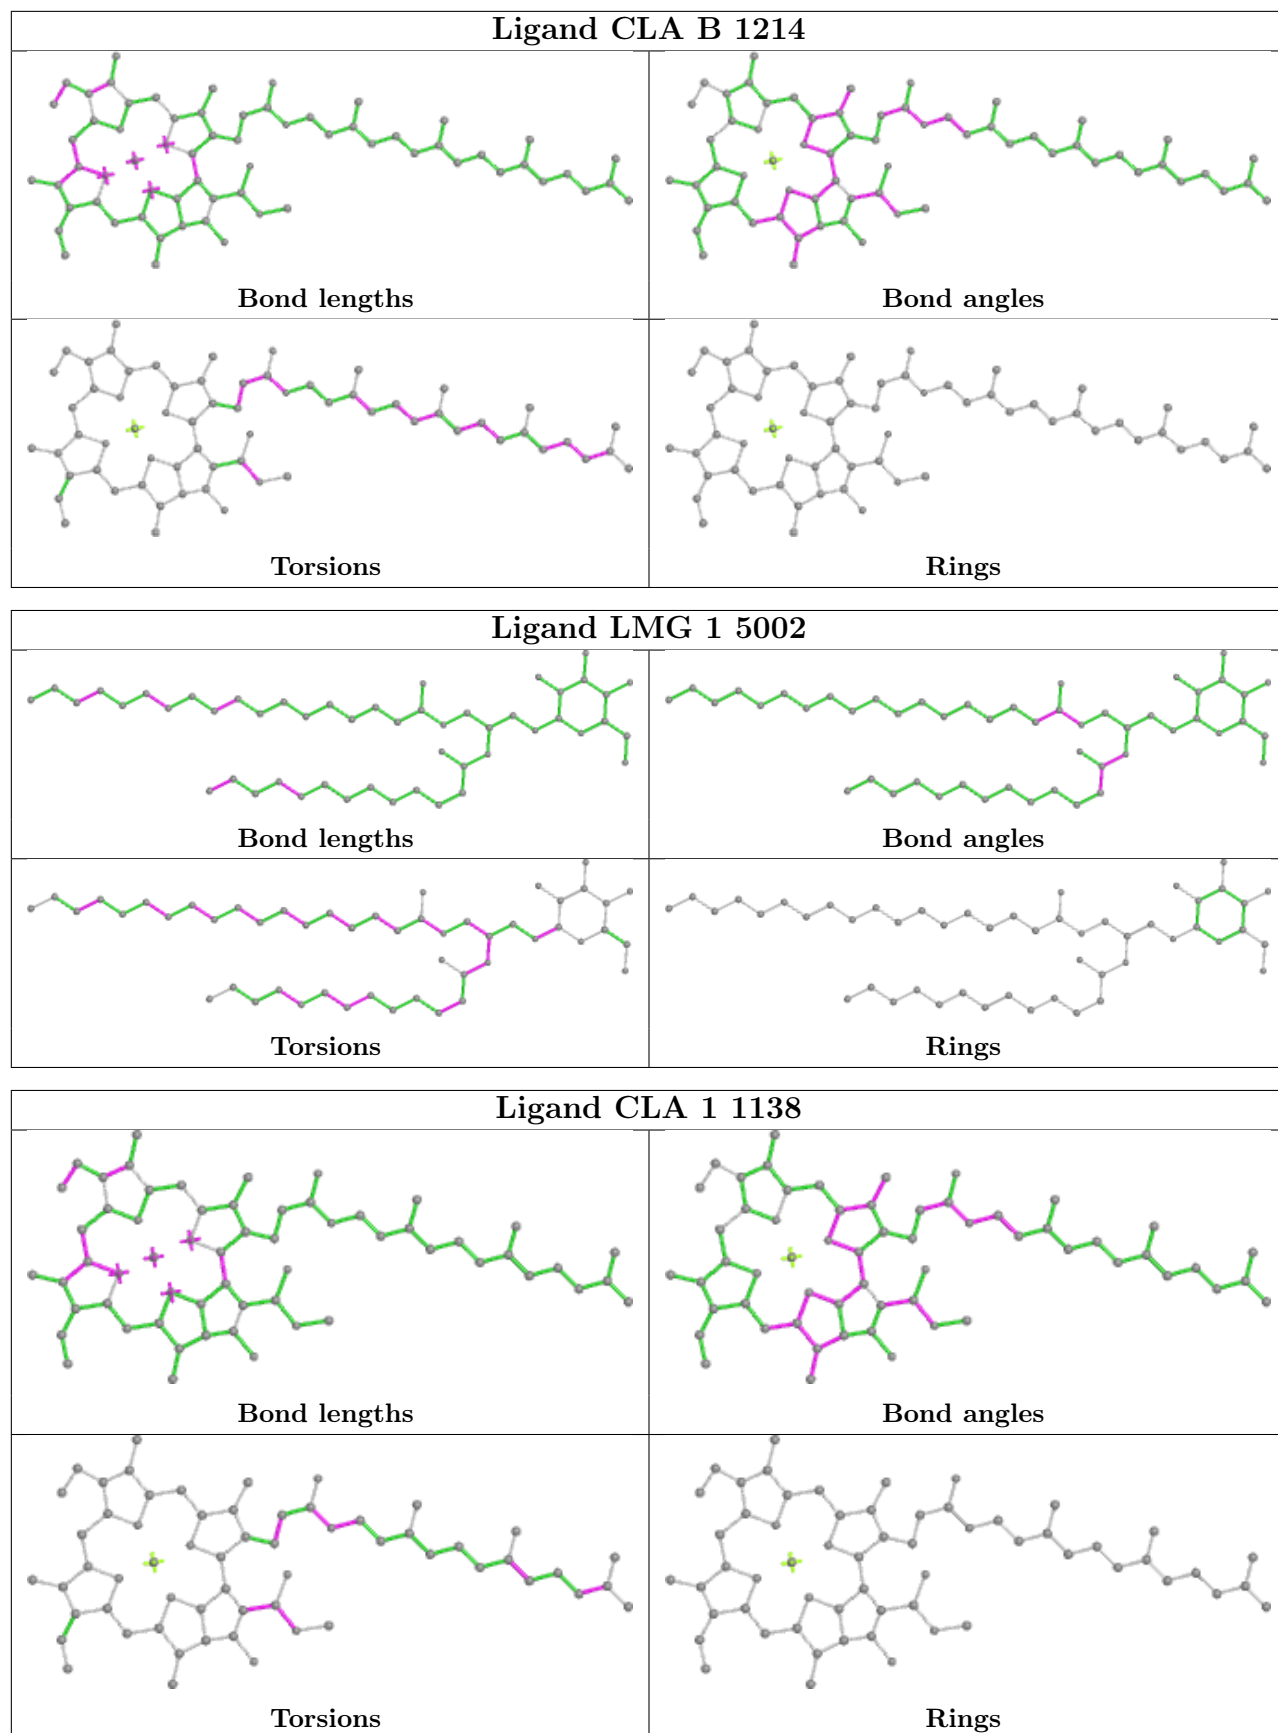 Ligand CLA B 1214
Bond lengths
Bond angles
Torsions
Rings
Ligand LMG 1 5002
Bond lengths
Bond angles
Torsions
Rings
Ligand CLA 1 1138
Bond lengths
Bond angles
Torsions
Rings